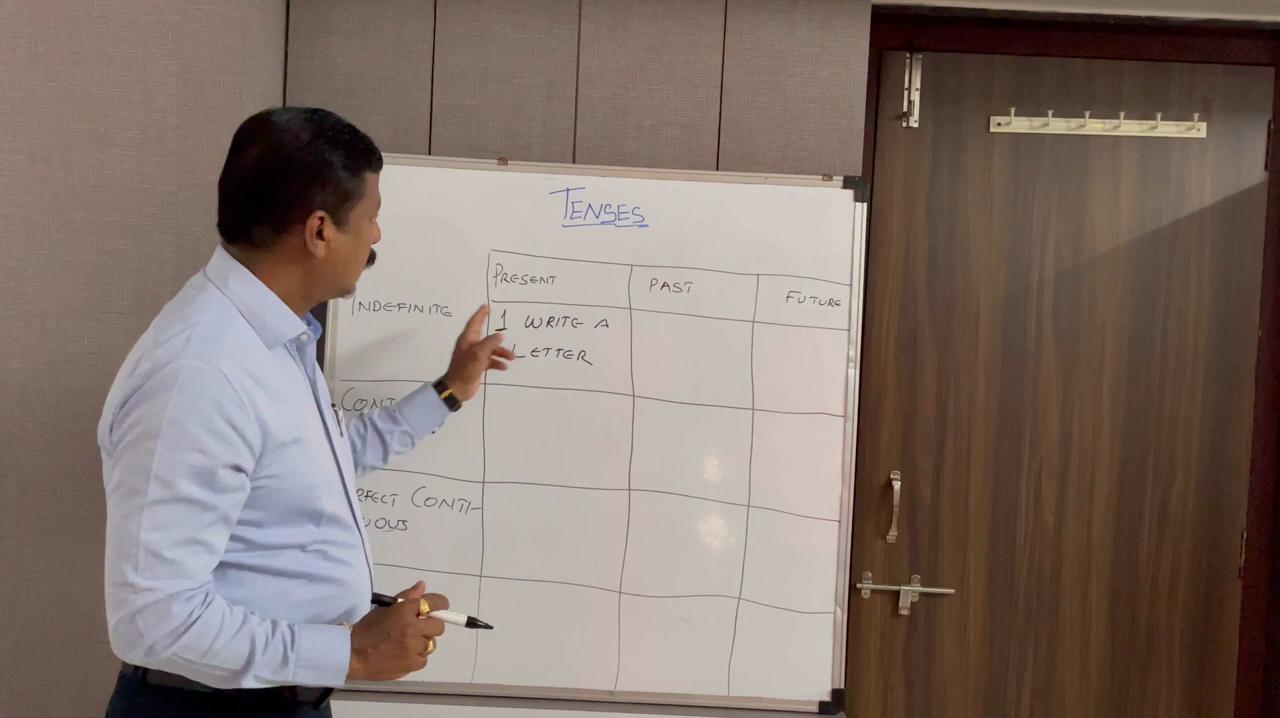 TENSES
PRESENT PAST FUTURE
INDEFINITE
I WRITE A
LETTER
CONT
RFECT CONTI-
UOUS